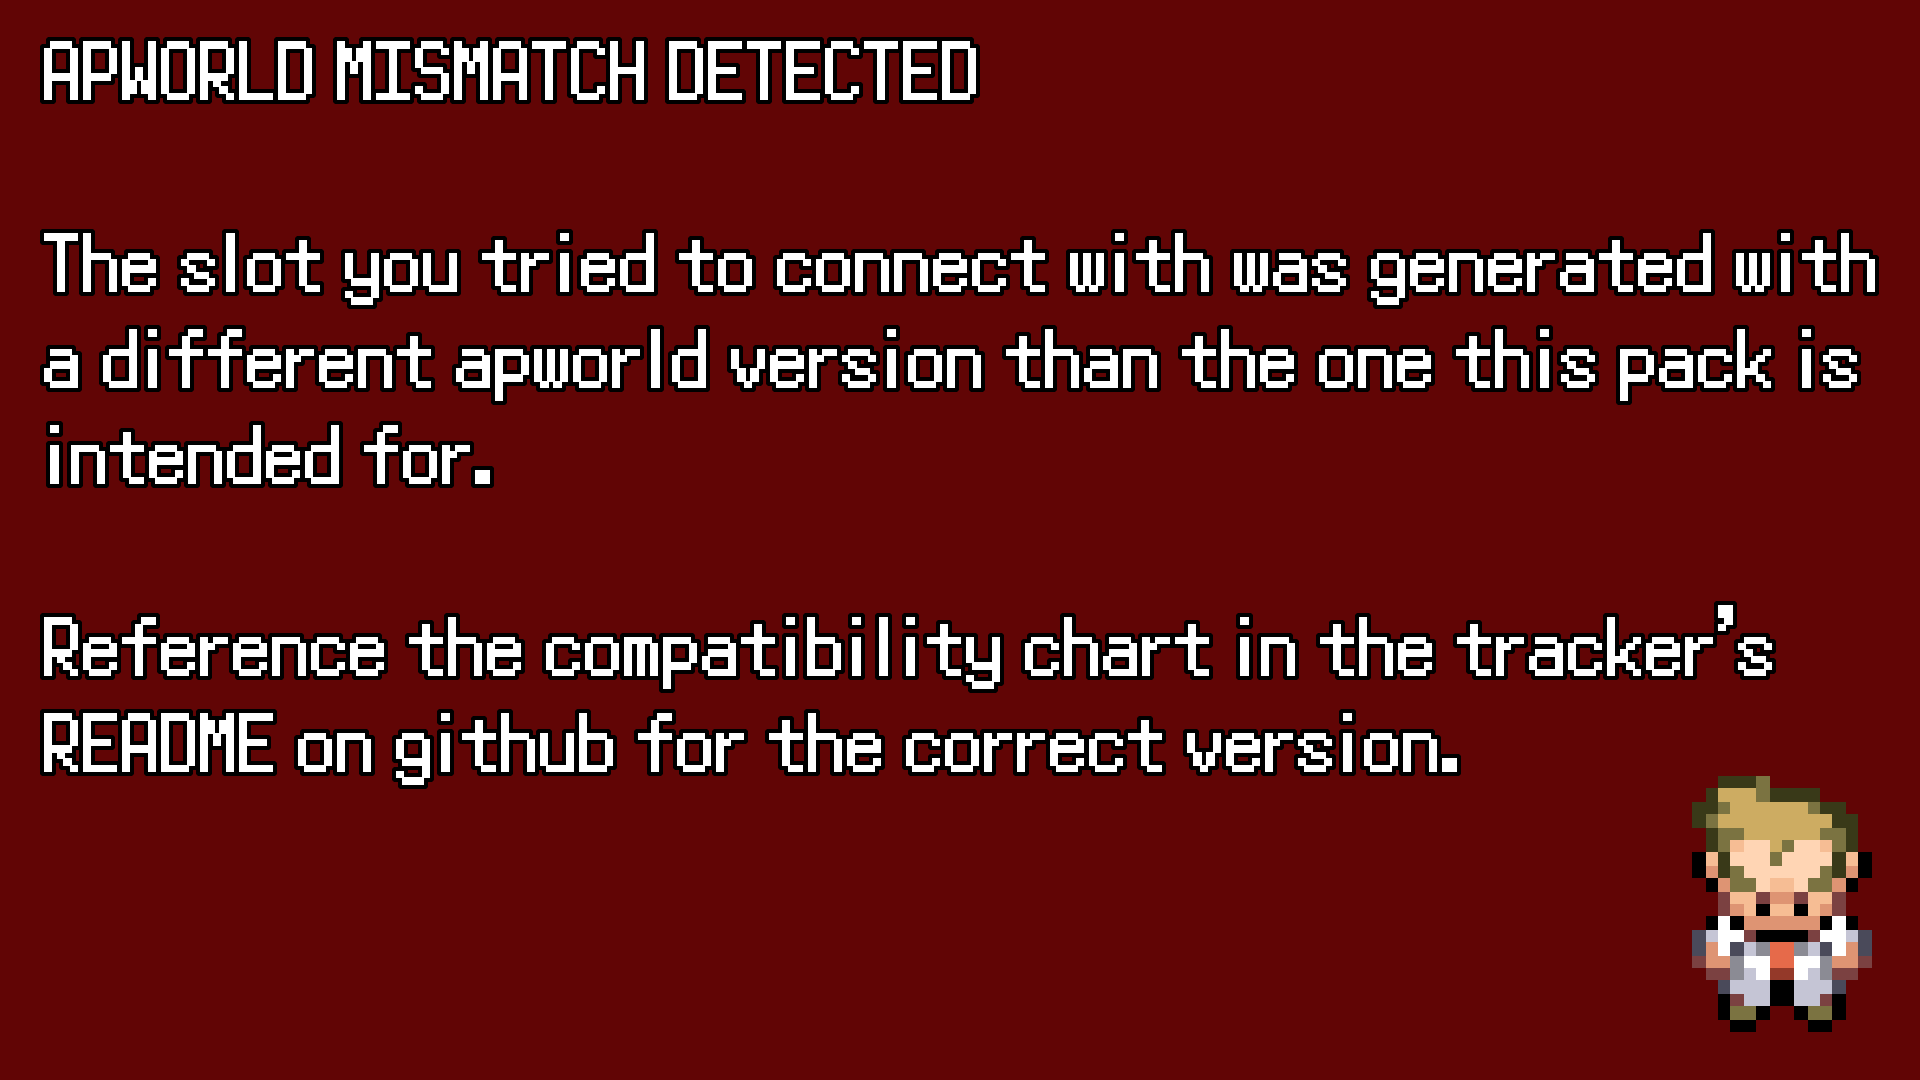 APWORLD MISMATCH DETECTED
The slot you tried to connect with was generated with
a different apworld version than the one this pack is
intended for.
Reference the compatibility chart in the tracker's
README on github for the correct version.